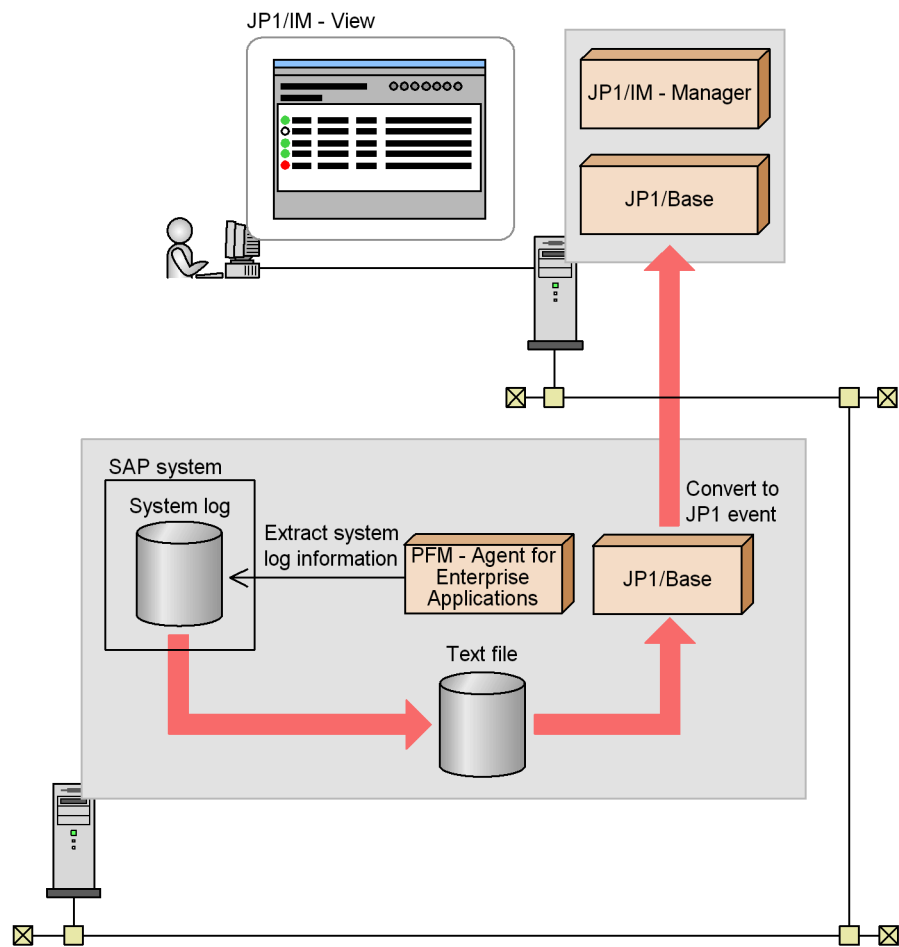 JP1/IM - View
JP1/IM - Manager
JP1/Base
SAP system
System log
Extract system
log information
PFM - Agent for
Enterprise
Applications
Convert to
JP1 event
JP1/Base
Text file